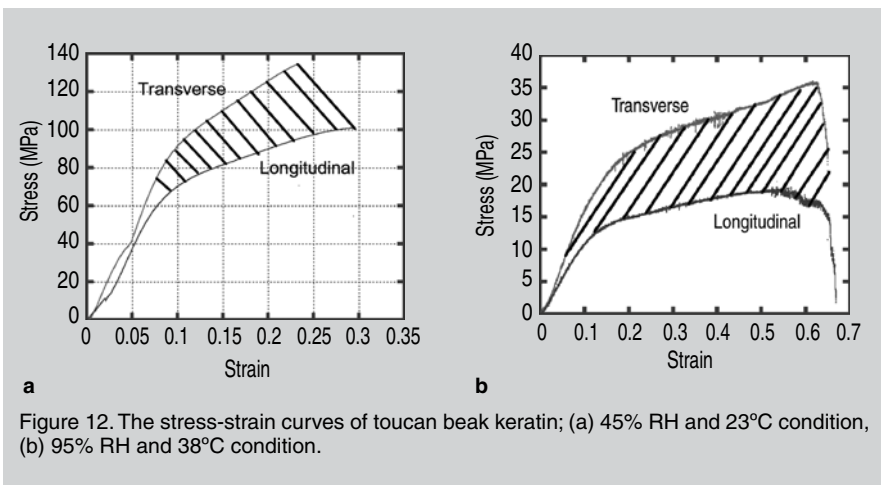 140
120
100
80
60
40
20
0
Stress (MPa)
Transverse
Longitudinal
0 0.05 0.1 0.15 0.2 0.25 0.3 0.35
Strain
a
40
35
30
25
20
15
10
5
0
Stress (MPa)
Transverse
Longitudinal
0 0.1 0.2 0.3 0.4 0.5 0.6 0.7
Strain
b
Figure 12. The stress-strain curves of toucan beak keratin; (a) 45% RH and 23ºC condition,
(b) 95% RH and 38ºC condition.